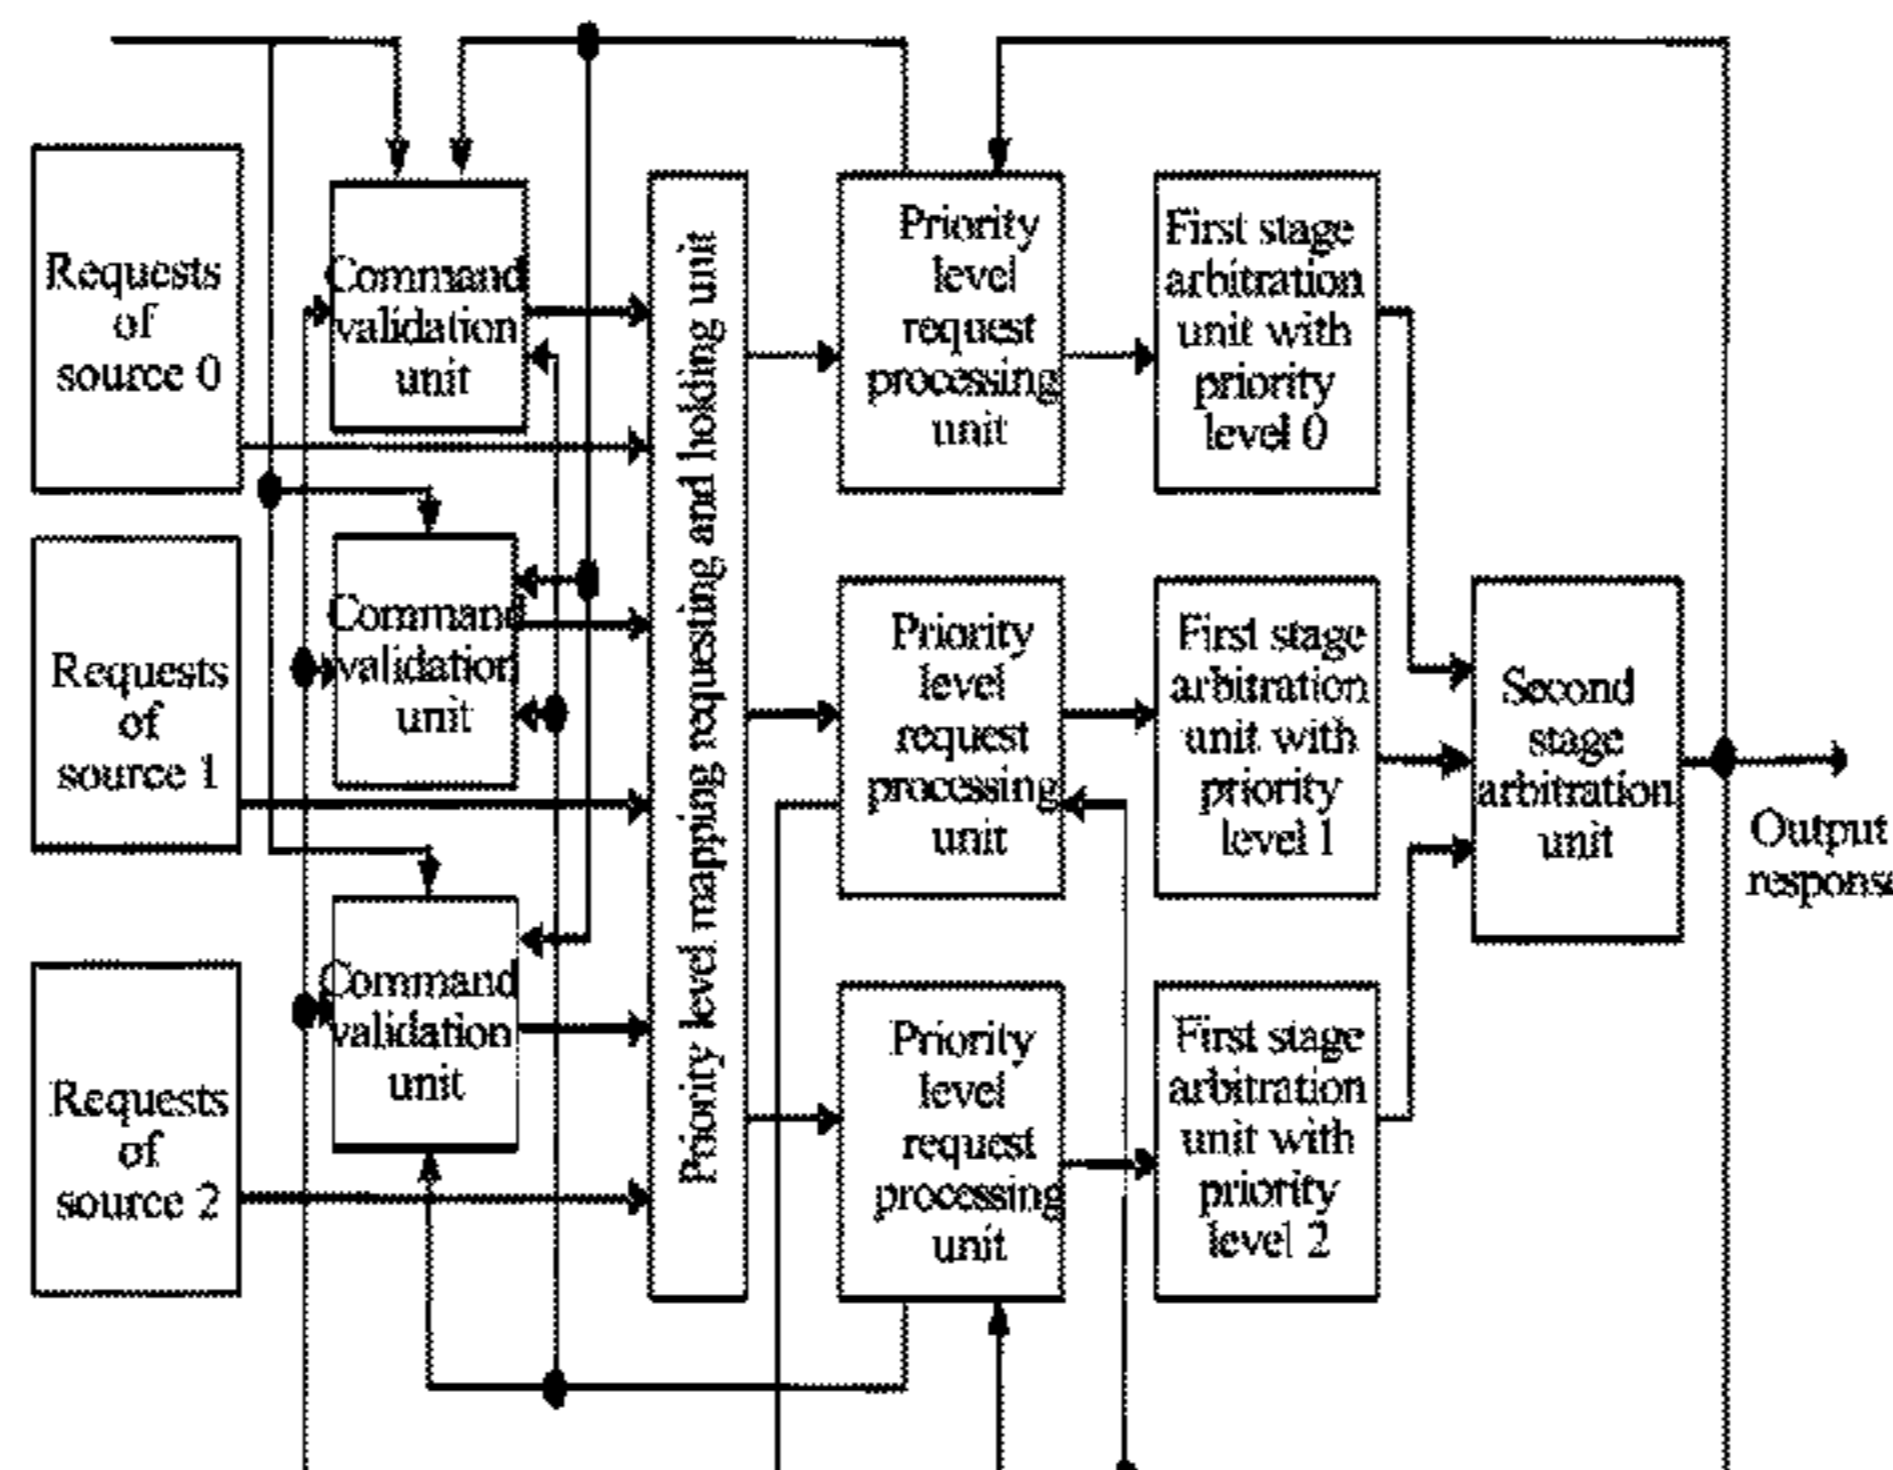 Requests
of
source 0
Command
validation
unit
Priority level mapping requesting and holding unit
Priority
level
request
processing
unit
First stage
arbitration
unit with
priority
level 0
Requests
of
source 1
Command
validation
unit
Priority
level
request
processing
unit
First stage
arbitration
unit with
priority
level 1
Second
stage
arbitration
unit
Output
response
Requests
of
source 2
Command
validation
unit
Priority
level
request
processing
unit
First stage
arbitration
unit with
priority
level 2